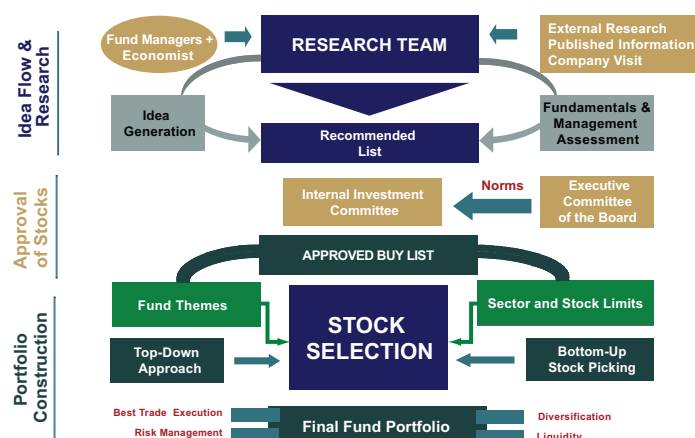 Idea Flow &
Research
Fund Managers +
Economist
RESEARCH TEAM
External Research
Published Information
Company Visit
Idea
Generation
Recommended
List
Fundamentals &
Management
Assessment
Approval
of Stocks
Internal Investment
Committee
Norms
Executive
Committee
of the Board
APPROVED BUY LIST
Portfolio
Construction
Fund Themes
STOCK
SELECTION
Sector and Stock Limits
Top-Down
Approach
Bottom-Up
Stock Picking
Best Trade Execution
Risk Management
Final Fund Portfolio
Diversification
Liquidity